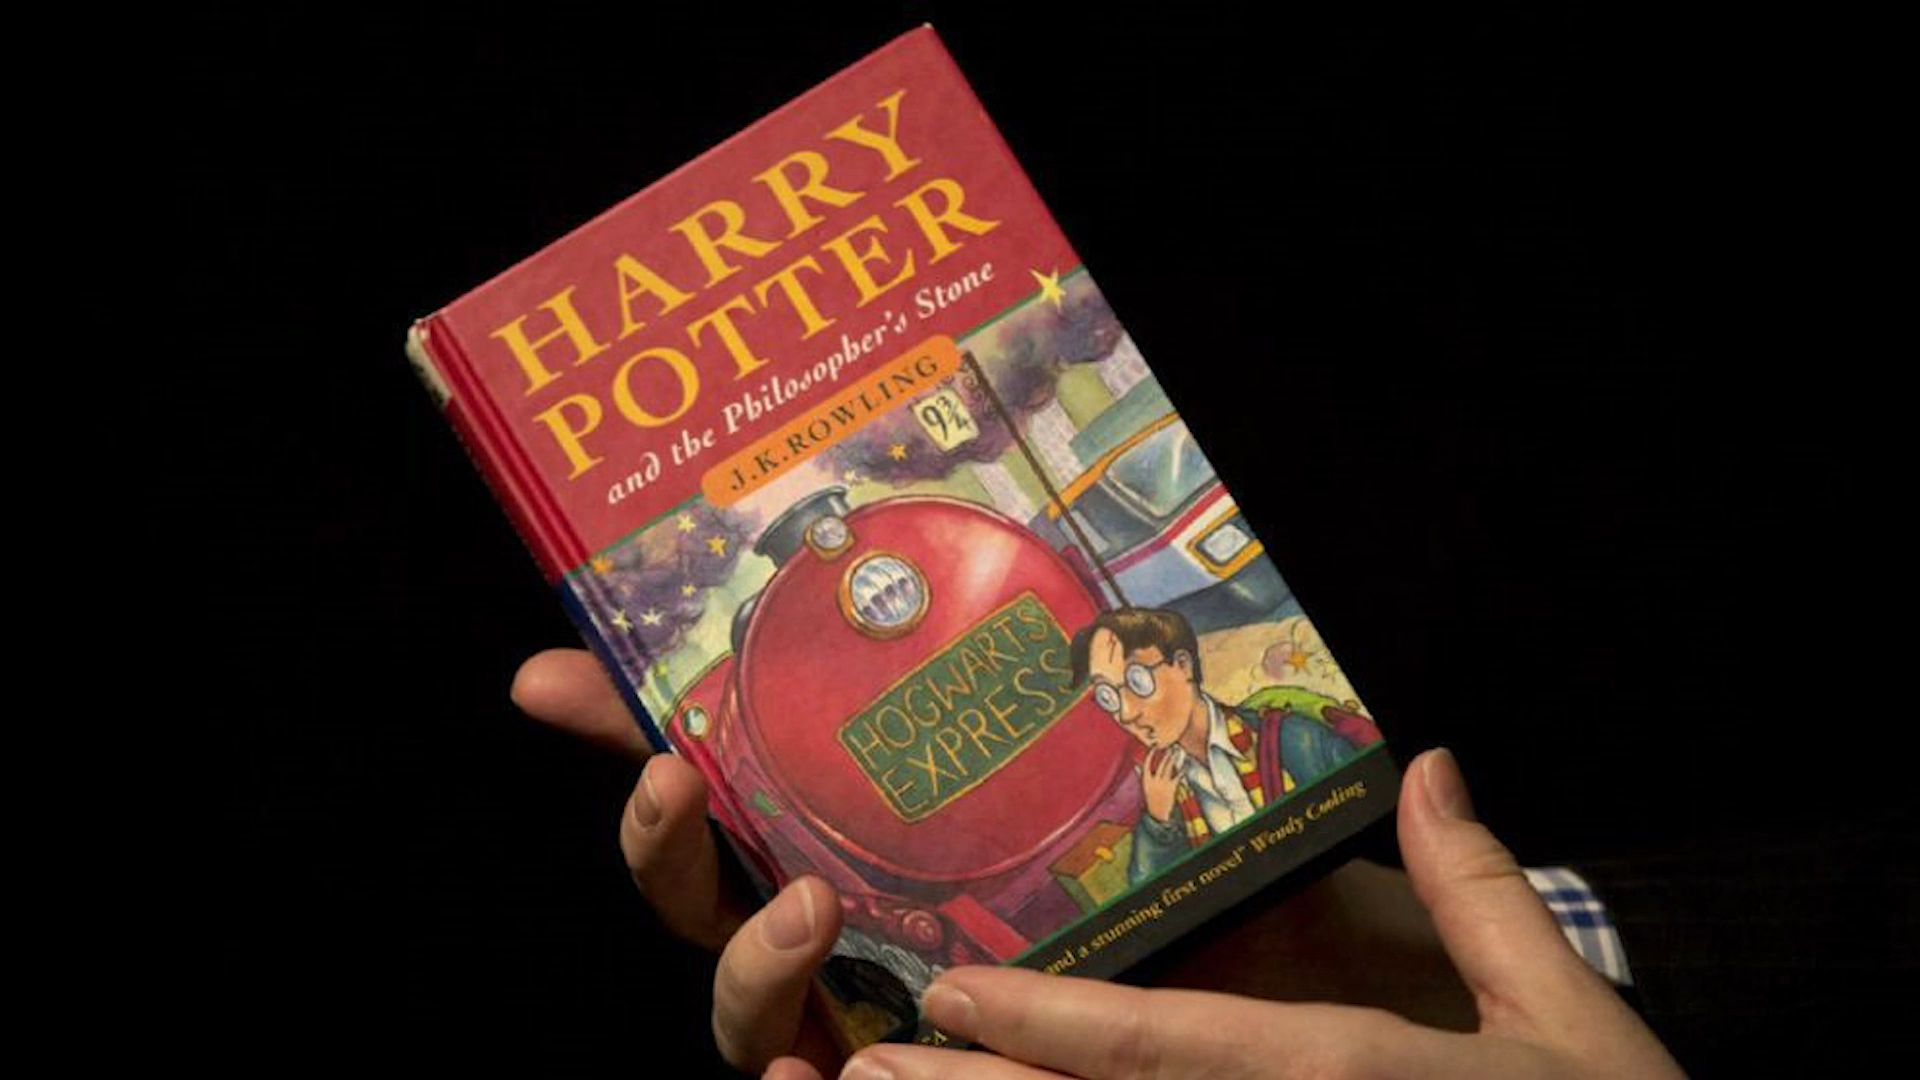 HARRY
POTTER
and the Philosopher's Stone
J.K.ROWLING
9¾
HOGWARTS
EXPRESS
and a stunning first novel" Wendy Cooling